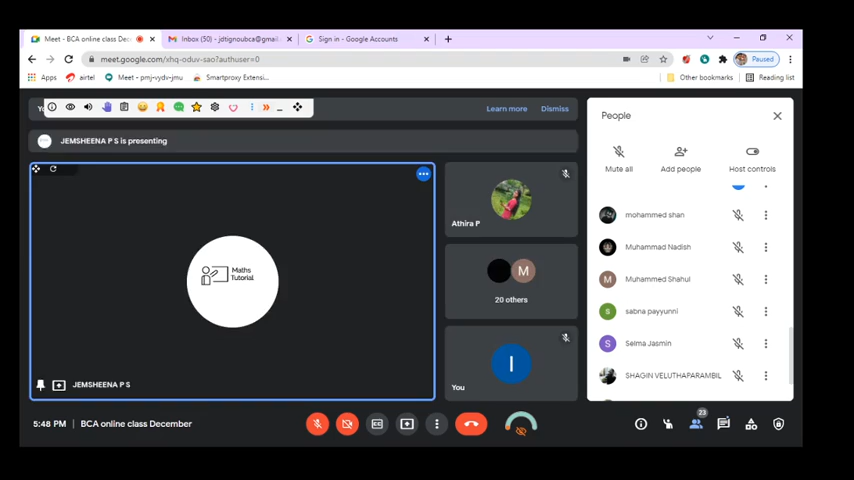 Meet - BCA online class Dec
Inbox (50) - jdtignoubca@gmail
Sign in - Google Accounts
meet.google.com/xhq-oduv-sao?authuser=0
Paused
Apps
airtel
Meet - pmj-vydv-jmu
Smartproxy Extensi...
Other bookmarks
Reading list
Learn more
Dismiss
JEMSHEENA P S is presenting
Maths
Tutorial
JEMSHEENA P S
Athira P
M
20 others
I
You
People
Mute all
Add people
Host controls
mohammed shan
Muhammad Nadish
M
Muhammed Shahul
s
sabna payyunni
S
Selma Jasmin
SHAGIN VELUTHAPARAMBIL
5:48 PM
BCA online class December
23